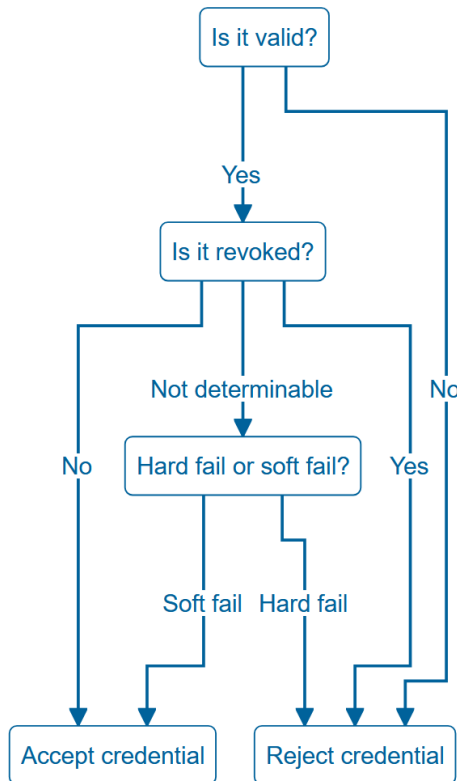 Is it valid?
Yes
Is it revoked?
Not determinable
No
No
Hard fail or soft fail?
Yes
Soft fail
Hard fail
Accept credential
Reject credential